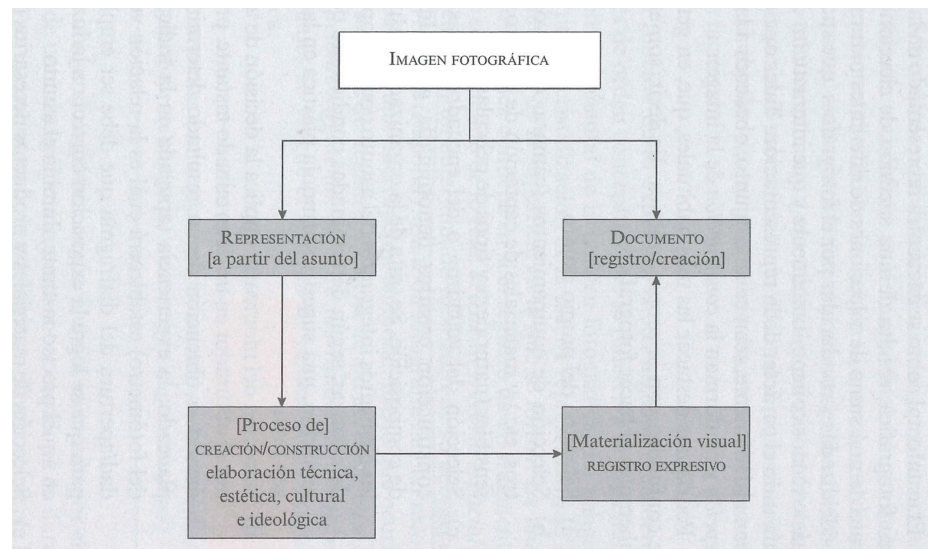 IMAGEN FOTOGRÁFICA
REPRESENTACIÓN
[a partir del asunto]
DOCUMENTO
[registro/creación]
[Proceso de]
CREACIÓN/CONSTRUCCIÓN
elaboración técnica,
estética, cultural
e ideológica
[Materialización visual]
REGISTRO EXPRESIVO